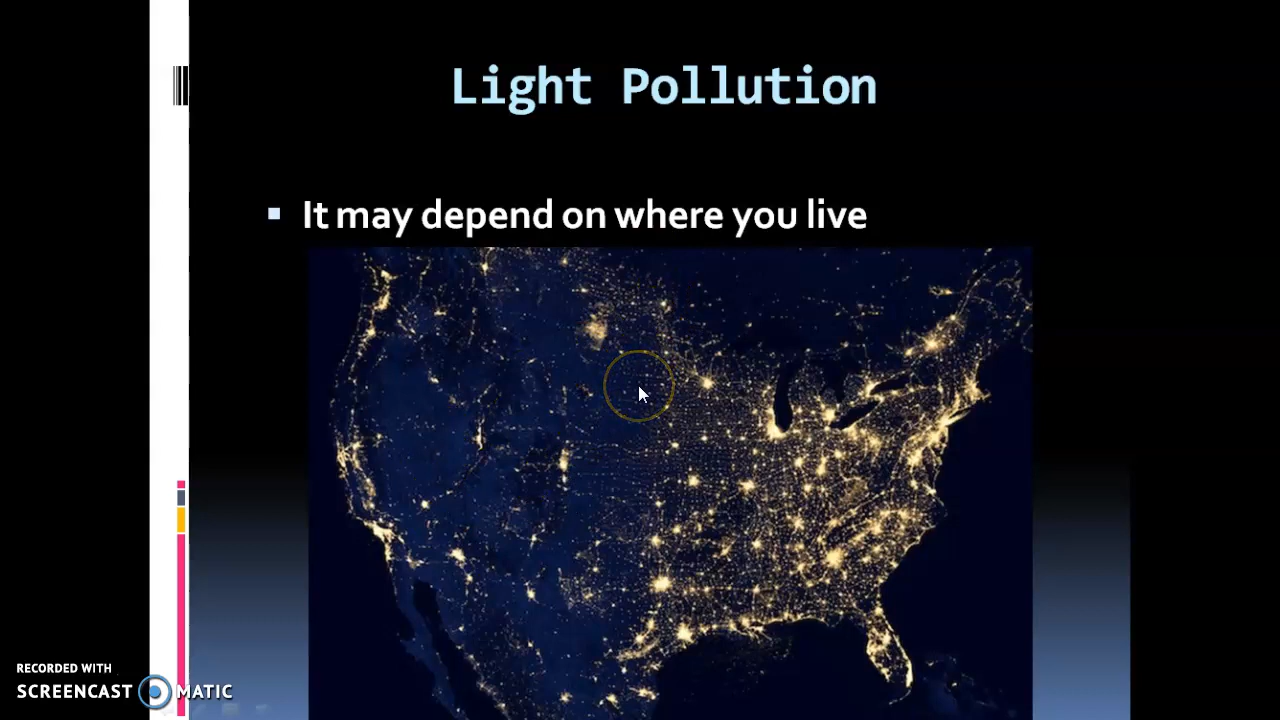 Light Pollution
It may depend on where you live
RECORDED WITH
SCREENCAST MATIC